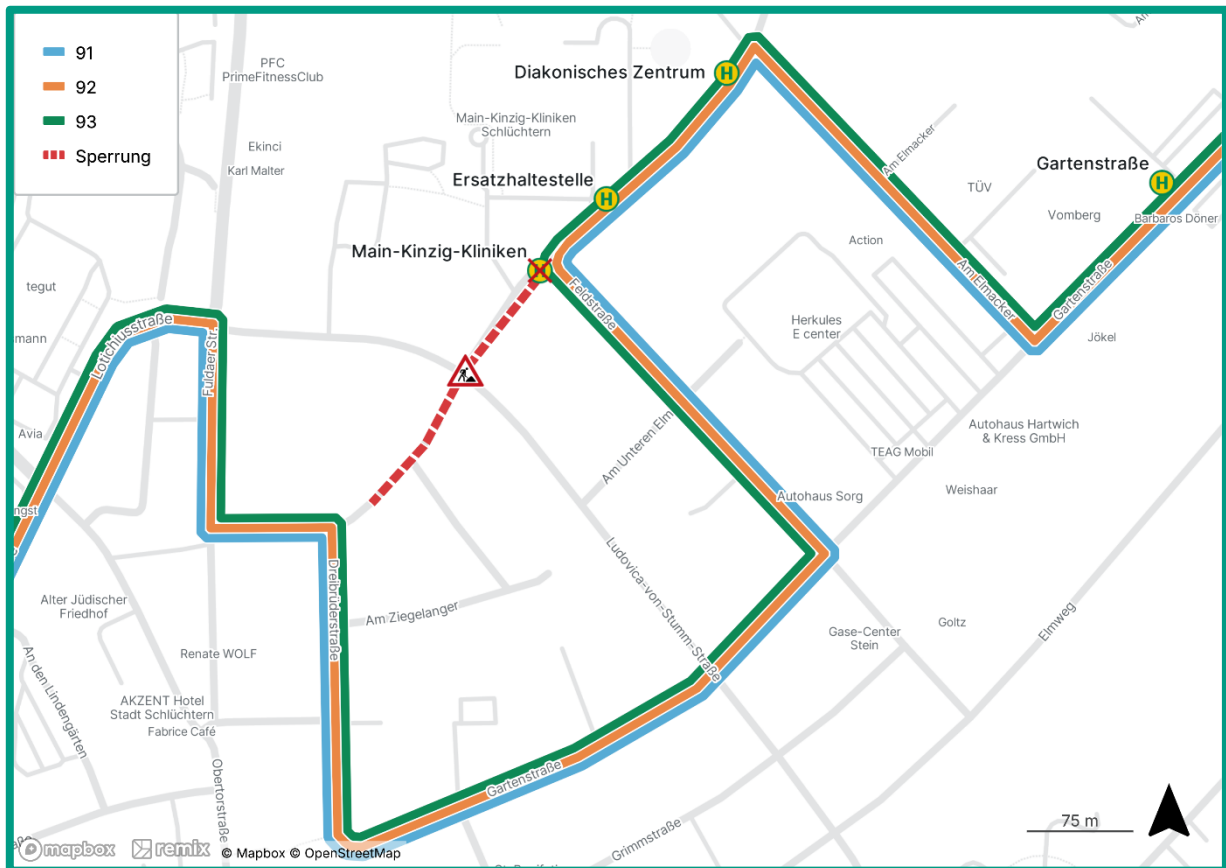 91
92
93
Sperrung
PFC
PrimeFitnessClub
Ekinci
Karl Malter
Diakonisches Zentrum
Main-Kinzig-Kliniken
Schlüchtern
Ersatzhaltestelle
Main-Kinzig-Kliniken
H
H
H
Gartenstraße
Am Elmacker
TÜV
Vomberg
Barbaros Döner
Action
Am Elmacker
Gartenstraße
Jökel
tegut
mann
Lotichiusstraße
Fuldaer Str.
Feldstraße
Herkules
E center
Avia
ngst
Am Unteren Elm
Autohaus Hartwich
& Kress GmbH
TEAG Mobil
Weishaar
Autohaus Sorg
Dreibrüderstraße
Ludovica-von-Stumm-Straße
Alter Jüdischer
Friedhof
Am Ziegelanger
Renate WOLF
An den Lindengärten
AKZENT Hotel
Stadt Schlüchtern
Fabrice Café
Obertorstraße
Gase-Center
Stein
Goltz
Elmweg
Gartenstraße
Grimmstraße
75 m
mapbox
remix
© Mapbox © OpenStreetMap